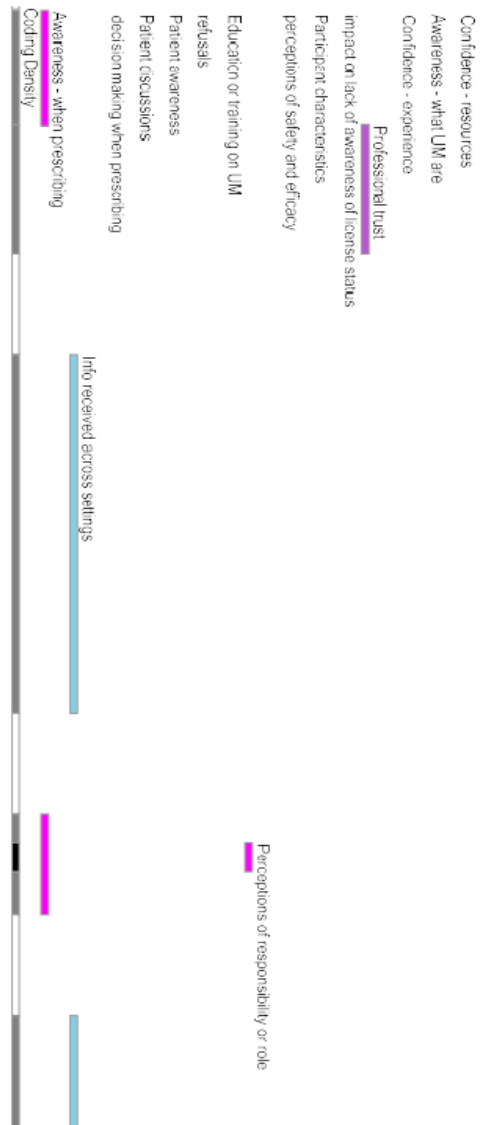 Confidence - resources
Awareness - what UM are
Confidence - experience
Professional trust
impact on lack of awareness of license status
Participant characteristics
perceptions of safety and efficacy
Perceptions of responsibility or role
Education or training on UM
refusals
Patient awareness
Patient discussions
decision making when prescribing
Info received across settings
Awareness - when prescribing
Coding Density